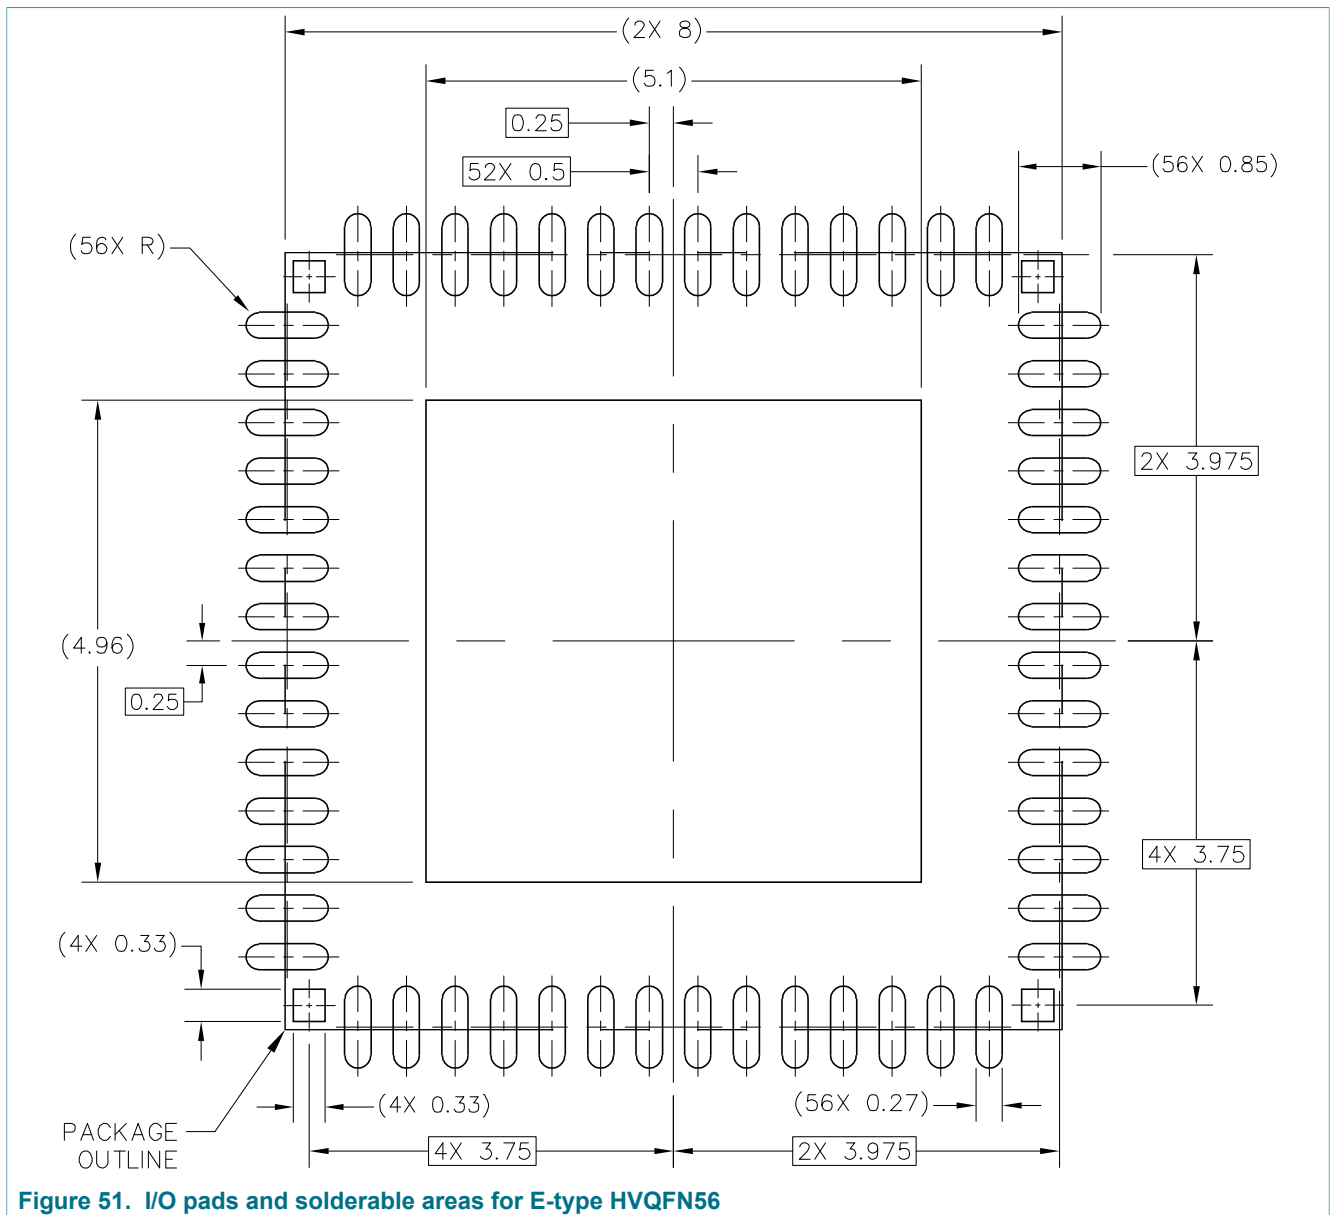 (2X 8)
(5.1)
0.25
52X 0.5
(56X 0.85)
(56X R)
2X 3.975
(4.96)
0.25
4X 3.75
(4X 0.33)
(4X 0.33)
(56X 0.27)
PACKAGE
OUTLINE
4X 3.75
2X 3.975
Figure 51. I/O pads and solderable areas for E-type HVQFN56